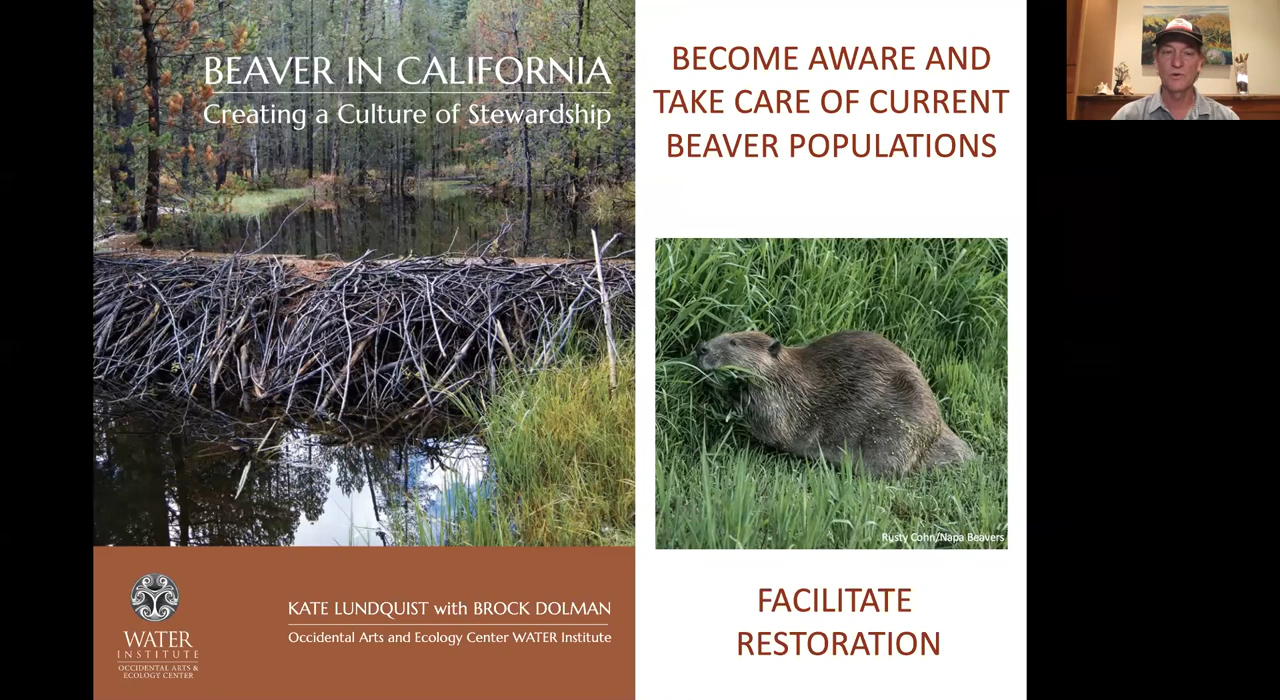 BEAVER IN CALIFORNIA
Creating a Culture of Stewardship
WATER
INSTITUTE
OCCIDENTAL ARTS &
ECOLOGY CENTER
KATE LUNDQUIST with BROCK DOLMAN
Occidental Arts and Ecology Center WATER Institute
BECOME AWARE AND
TAKE CARE OF CURRENT
BEAVER POPULATIONS
Rusty Cohn/Napa Beavers
FACILITATE
RESTORATION